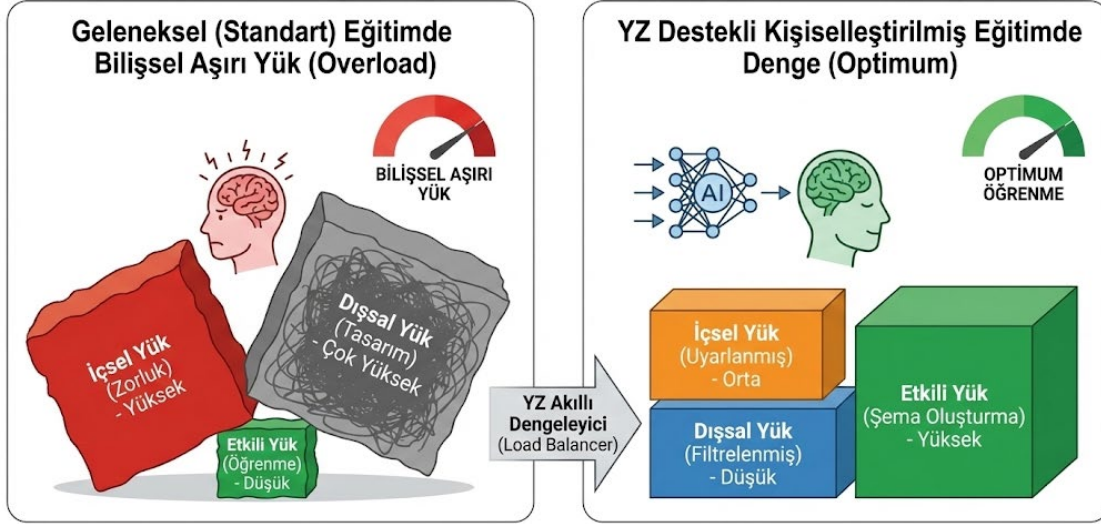 Geleneksel (Standart) Eğitimde
Bilişsel Aşırı Yük (Overload)
BİLİŞSEL AŞIRI
YÜK
İçsel Yük
(Zorluk)
- Yüksek
Dışsal Yük
(Tasarım)
- Çok Yüksek
Etkili Yük
(Öğrenme)
- Düşük
YZ Akıllı
Dengeleyici
(Load Balancer)
YZ Destekli Kişiselleştirilmiş Eğitimde
Denge (Optimum)
AI
OPTİMUM
ÖĞRENME
İçsel Yük
(Uyarlanmış)
- Orta
Dışsal Yük
(Filtrelenmiş)
- Düşük
Etkili Yük
(Şema Oluşturma)
- Yüksek